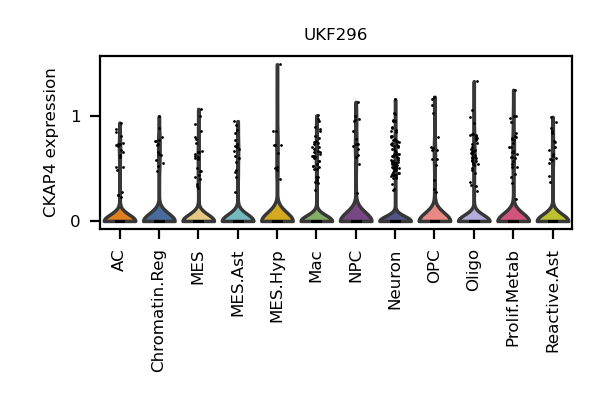 UKF296
CKAP4 expression
1
0
AC
Chromatin.Reg
MES
MES.Ast
MES.Hyp
Mac
NPC
Neuron
OPC
Oligo
Prolif.Metab
Reactive.Ast